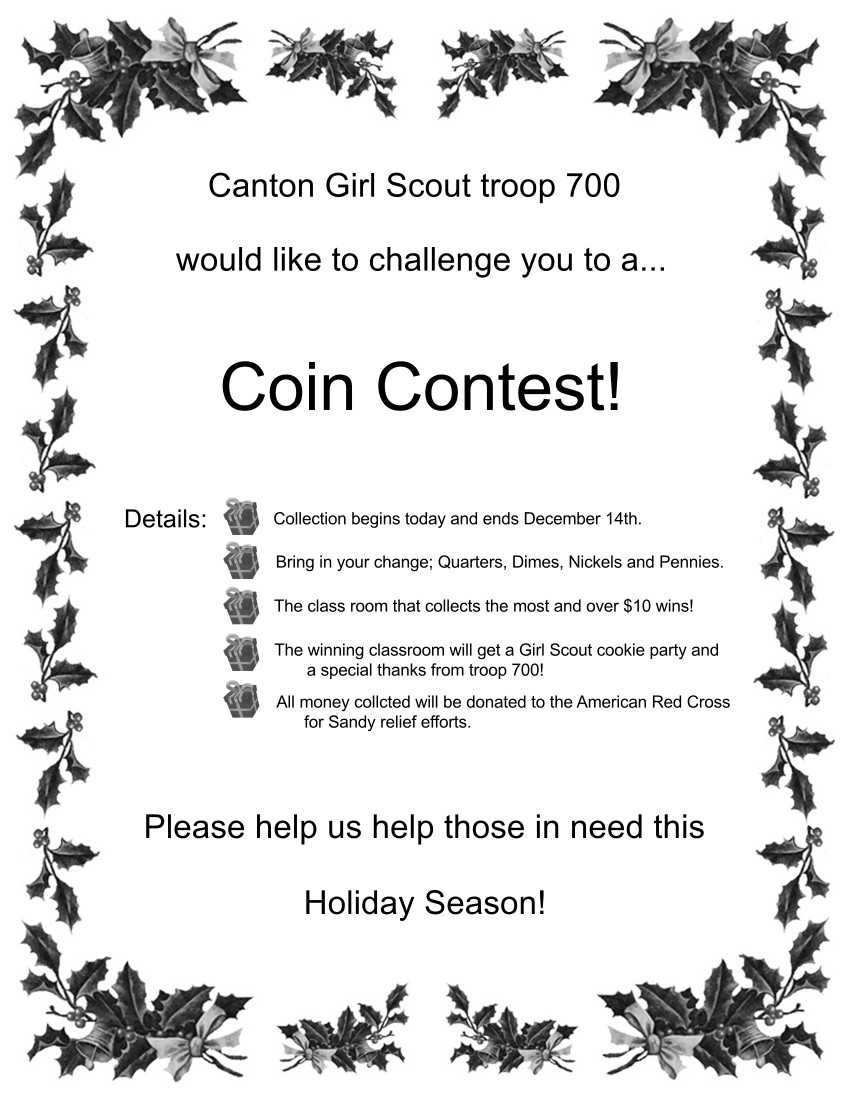 Canton Girl Scout troop 700
would like to challenge you to a...
Coin Contest!
Details:
Collection begins today and ends December 14th.
Bring in your change; Quarters, Dimes, Nickels and Pennies.
The class room that collects the most and over $10 wins!
The winning classroom will get a Girl Scout cookie party and
a special thanks from troop 700!
All money collcted will be donated to the American Red Cross
for Sandy relief efforts.
Please help us help those in need this
Holiday Season!